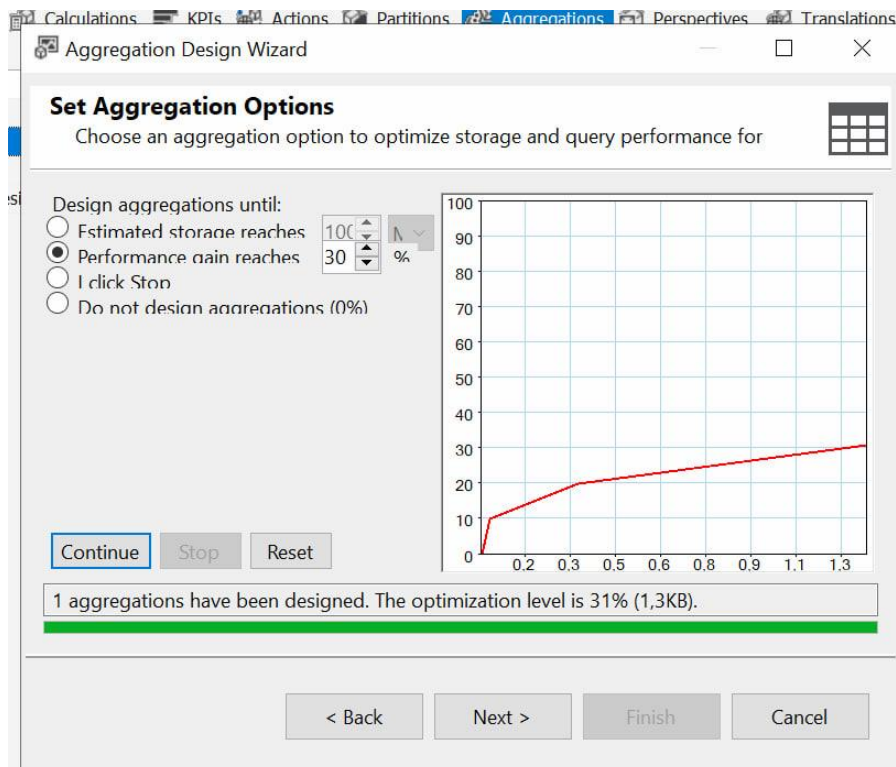 Calculations KPIs Actions Partitions Aggregations Perspectives Translations
Aggregation Design Wizard
Set Aggregation Options
Choose an aggregation option to optimize storage and query performance for
Design aggregations until:
Estimated storage reaches
Performance gain reaches 30 %
I click Stop
Do not design aggregations (0%)
100
90
80
70
60
50
40
30
20
10
0
0,2 0,3 0,5 0,6 0,8 0,9 1,1 1,3
Continue Stop Reset
1 aggregations have been designed. The optimization level is 31% (1,3KB).
< Back Next > Finish Cancel